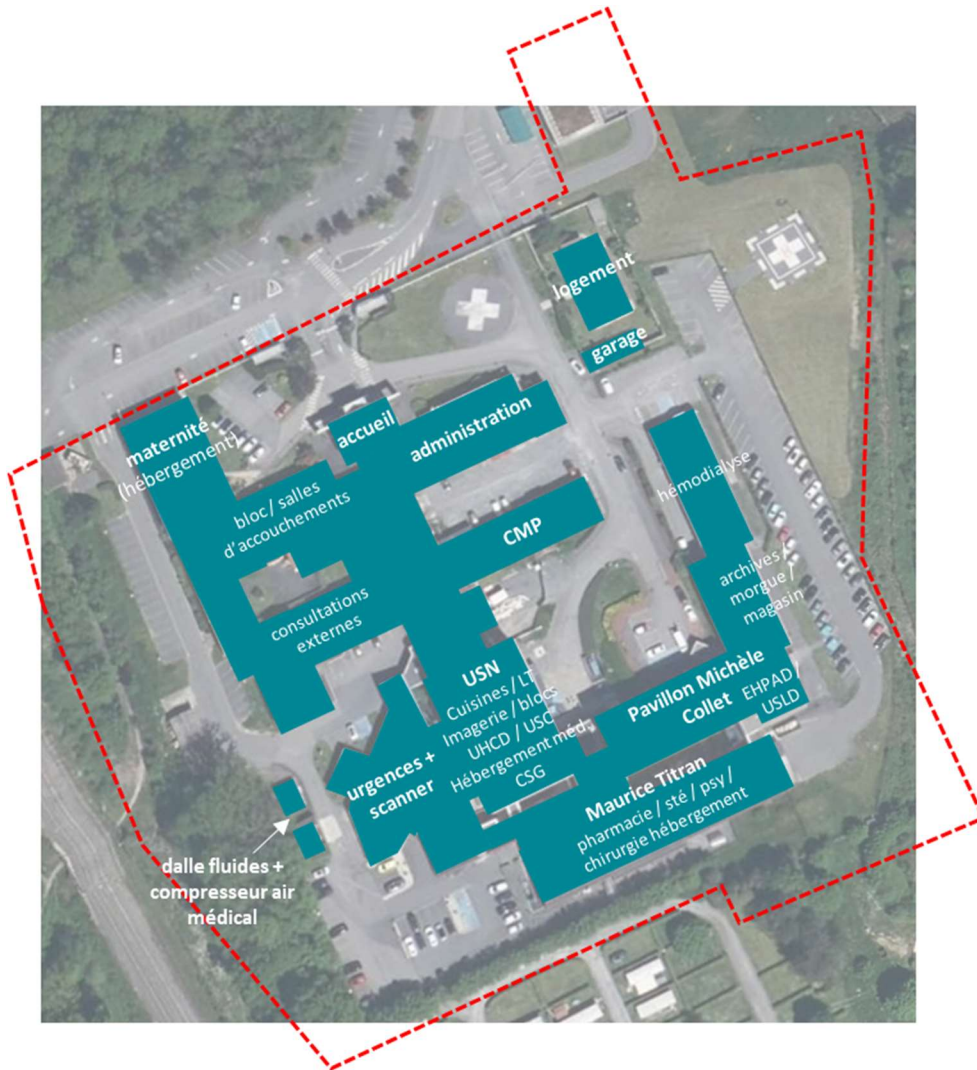 logement
garage
maternité
(hébergement)
accueil
administration
bloc / salles
d'accouchements
hémodialyse
CMP
archives /
morgue /
magasin
consultations
externes
USN
Cuisines / LT
Imagerie / blocs
UHCD / USC
Hébergement méd.
CSG
Pavillon Michèle
Collet
EHPAD
USLD
urgences +
scanner
Maurice Titran
pharmacie / sté / psy /
chirurgie hébergement
dalle fluides +
compresseur air
médical